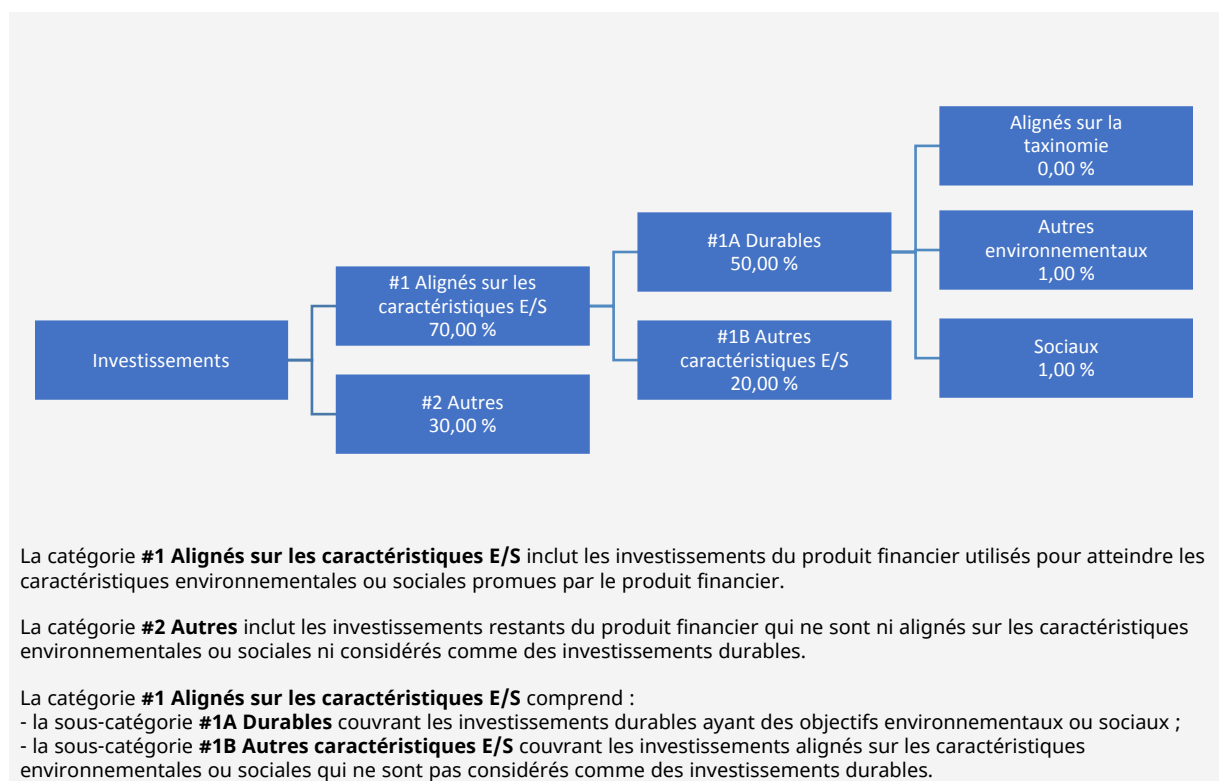 Investissements
#1 Alignés sur les
caractéristiques E/S
70,00 %
#2 Autres
30,00 %
#1A Durables
50,00 %
#1B Autres
caractéristiques E/S
20,00 %
Alignés sur la
taxinomie
0,00 %
Autres
environnementaux
1,00 %
Sociaux
1,00 %
La catégorie #1 Alignés sur les caractéristiques E/S inclut les investissements du produit financier utilisés pour atteindre les
caractéristiques environnementales ou sociales promues par le produit financier.
La catégorie #2 Autres inclut les investissements restants du produit financier qui ne sont ni alignés sur les caractéristiques
environnementales ou sociales ni considérés comme des investissements durables.
La catégorie #1 Alignés sur les caractéristiques E/S comprend :
- la sous-catégorie #1A Durables couvrant les investissements durables ayant des objectifs environnementaux ou sociaux ;
- la sous-catégorie #1B Autres caractéristiques E/S couvrant les investissements alignés sur les caractéristiques
environnementales ou sociales qui ne sont pas considérés comme des investissements durables.